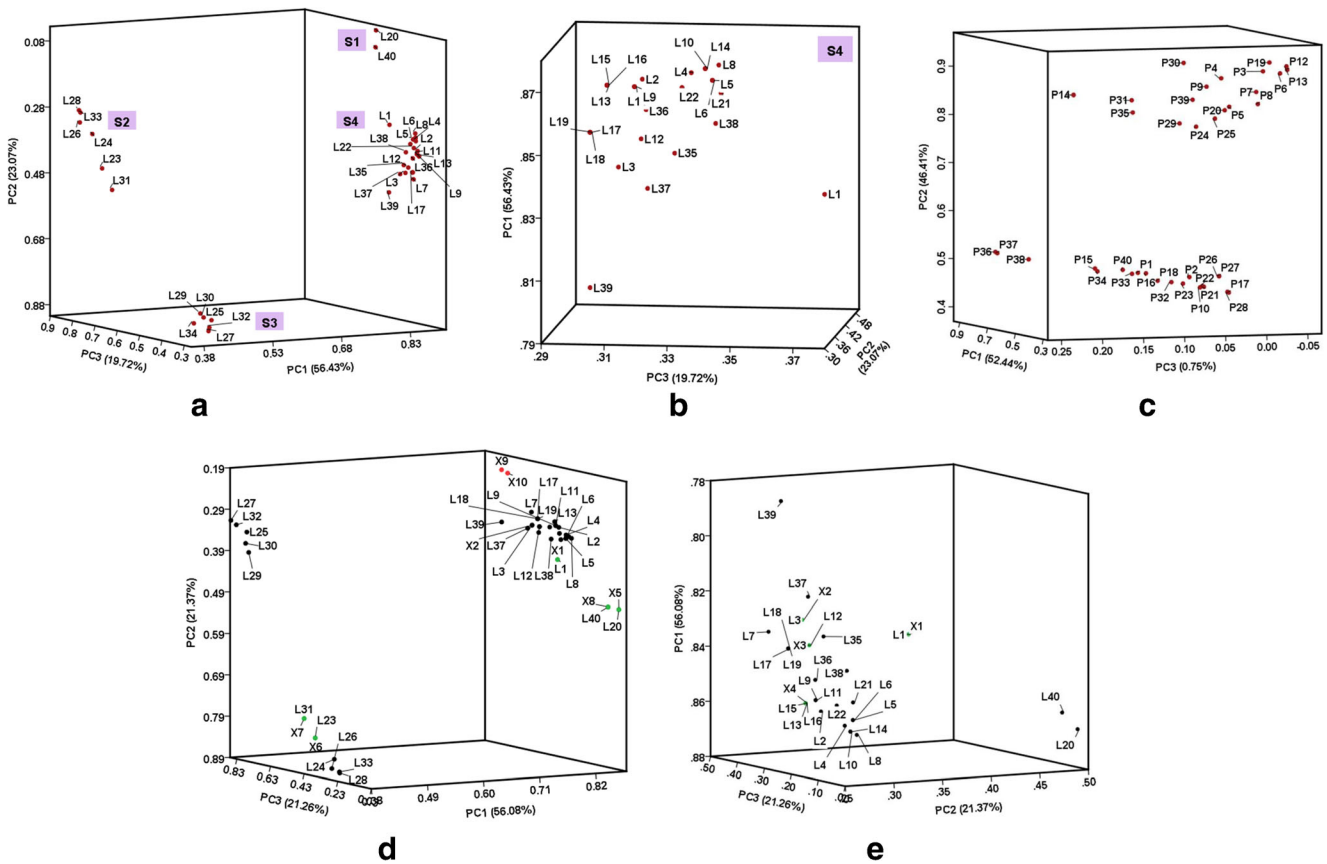 S1
L20
L40
0.08
L28
L33
L26
S2
L24
L23
L31
0.28
S4
L1
L6
L8
L4
L5
L2
L38
L22
L11
L12
L36
L13
L35
L3
L7
L9
L37
L39
L17
0.48
0.68
0.88
L29
L30
L25
L32
L34
L27
S3
PC2 (23.07%)
0.9
0.8
0.7
0.6
0.5
0.4
0.3
PC3 (19.72%)
0.38
0.53
0.68
0.83
PC1 (56.43%)
a
S4
L15
L16
L10
L14
L8
L2
L4
L5
L13
L1
L9
L22
L21
L36
L6
L38
L19
L17
L18
L12
L35
L3
L37
L1
L39
.87
.85
.83
.81
.79
PC1 (56.43%)
.29
.31
.33
.35
.37
PC3 (19.72%)
.48
.42
.36
.30
PC2
(23.07%)
b
P30
P4
P19
P12
P3
P6
P13
P14
P9
P7
P8
P31
P39
P35
P20
P5
P29
P24
P25
P36
P37
P38
P15
P34
P40
P1
P33
P16
P18
P32
P2
P23
P26
P22
P27
P21
P10
P17
P28
0.9
0.8
0.7
0.6
0.5
0.4
PC2 (46.41%)
0.9
0.7
0.5
0.3
PC1 (52.44%)
0.25
0.20
0.15
0.10
0.05
0.00
-0.05
PC3 (0.75%)
c
X9
X10
L17
L11
L9
L7
L6
L18
L19
L13
L4
L39
L2
X2
L37
X1
L5
L3
L12
L38
L1
L8
L27
L32
L25
L30
L29
X8
X5
L40
L20
L31
L23
X7
X6
L26
L24
L33
L28
0.19
0.29
0.39
0.49
0.59
0.69
0.79
0.89
PC2 (21.37%)
0.83
0.63
0.43
0.23
PC3 (21.26%)
0.49
0.60
0.71
0.82
PC1 (56.08%)
d
L39
L37
X2
L18
L3
L12
L7
X3
L35
L1
X1
L17
L19
L36
L38
L9
X4
L11
L21
L6
L15
L5
L13
L16
L22
L2
L14
L4
L10
L8
L40
L20
.78
.80
.82
.84
.86
.88
PC1 (56.08%)
.50
.40
.30
.20
.10
PC3 (21.26%)
.30
.35
.40
.45
.50
PC2 (21.37%)
e